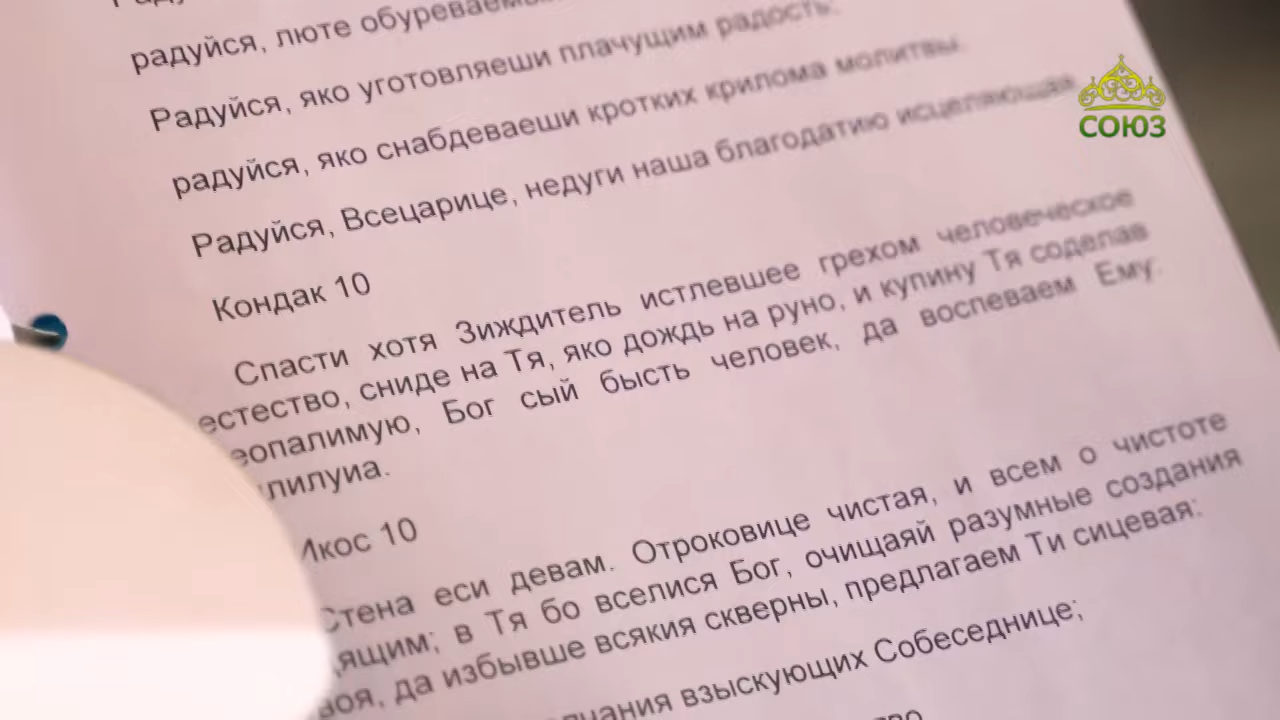 радуйся, люте обуреваемы
Радуйся, яко уготовляеши плачущим радость:
радуйся, яко снабдеваеши кротких крилома молитвы.
Радуйся, Всецарице, недуги наша благодатию исцеляющая
Кондак 10
Спасти хотя Зиждитель истлевшее грехом человеческое
естество, сниде на Тя, яко дождь на руно, и купину Тя соделав
еопалимую, Бог сый бысть человек, да воспеваем Ему:
лилуиа.
Икос 10
Стена еси девам. Отроковице чистая, и всем о чистоте
дящим; в Тя бо вселися Бог, очищаяй разумные создания
воя, да избывше всякия скверны, предлагаем Ти сицевая:
лчания взыскующих Собеседнице;
СОЮЗ